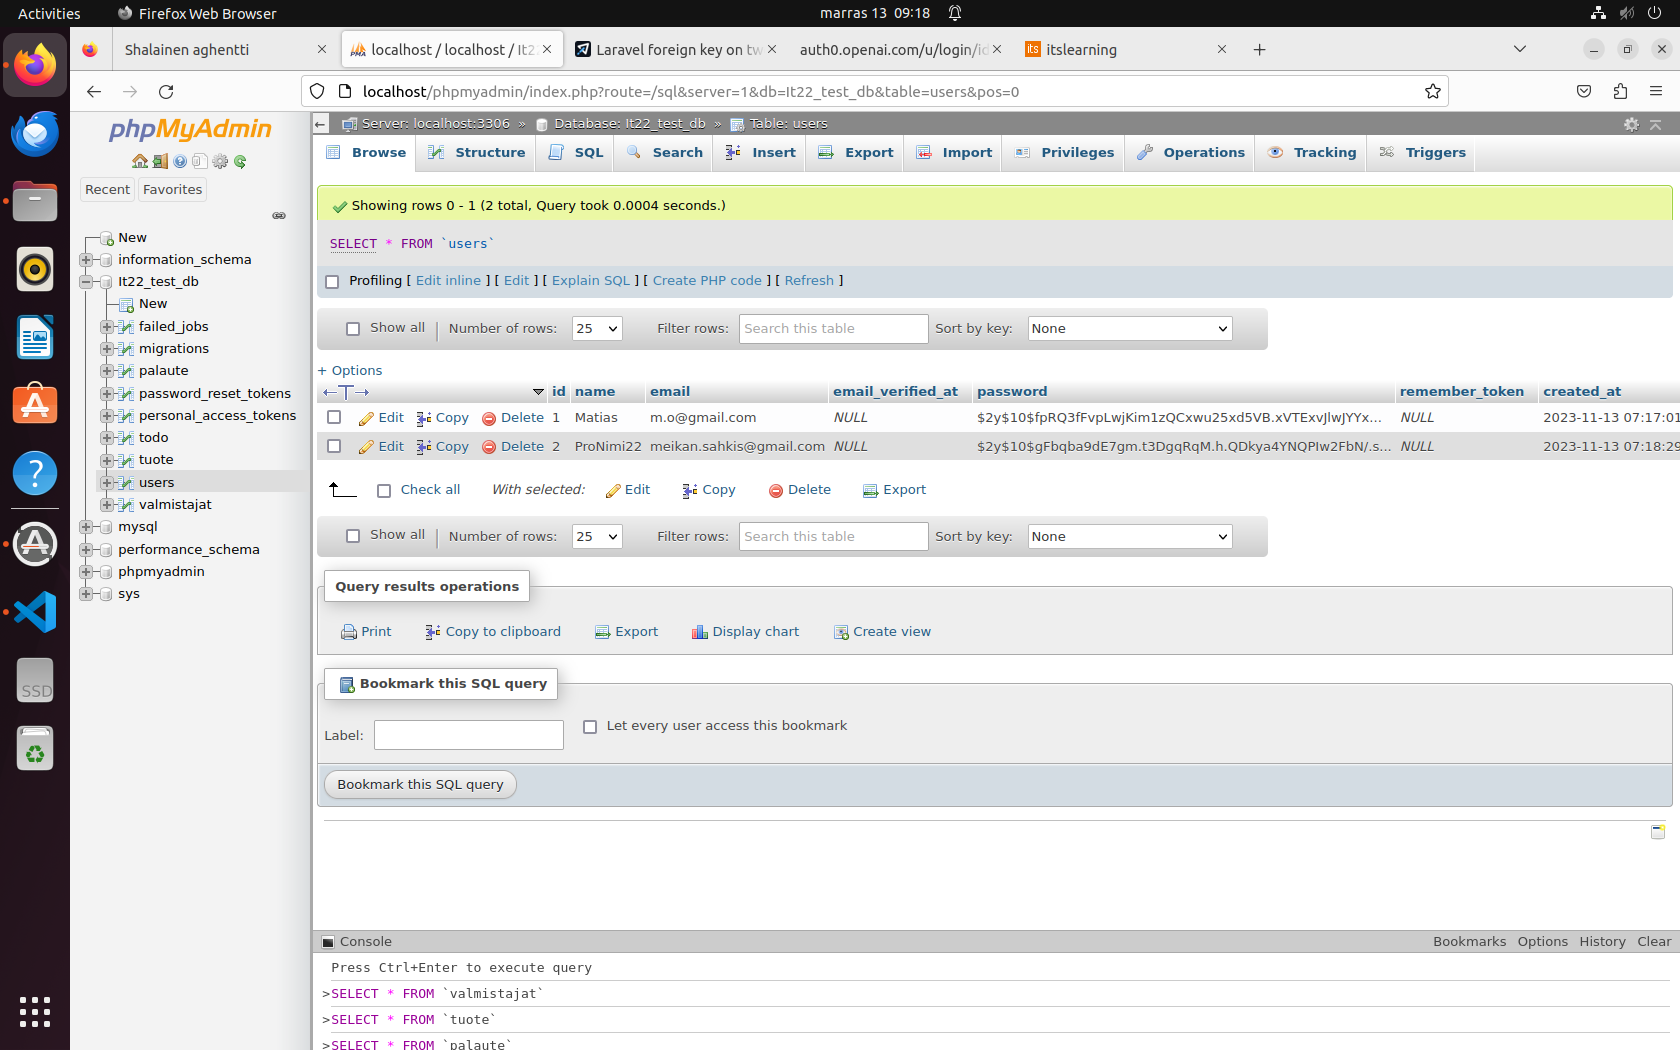 Activities
Firefox Web Browser
marras 13 09:18
Shalainen aghentti
localhost / localhost / It2
Laravel foreign key on tw
auth0.openai.com/u/login/id
itslearning
localhost/phpmyadmin/index.php?route=/sql&server=1&db=It22_test_db&table=users&pos=0
phpMyAdmin
Recent Favorites
New
information_schema
It22_test_db
New
failed_jobs
migrations
palaute
password_reset_tokens
personal_access_tokens
todo
tuote
users
valmistajat
mysql
performance_schema
phpmyadmin
sys
SSD
Server: localhost:3306 » Database: It22_test_db » Table: users
Browse Structure SQL Search Insert Export Import Privileges Operations Tracking Triggers
Showing rows 0 - 1 (2 total, Query took 0.0004 seconds.)
SELECT * FROM `users`
Profiling [ Edit inline ] [ Edit ] [ Explain SQL ] [ Create PHP code ] [ Refresh ]
Show all Number of rows: 25 Filter rows: Search this table Sort by key: None
+ Options
id name email email_verified_at password remember_token created_at
Edit Copy Delete 1 Matias m.o@gmail.com NULL $2y$10$fpRQ3fFvpLwjKim1zQCxwu25xd5VB.xVTExvJlwJYYx... NULL 2023-11-13 07:17:01
Edit Copy Delete 2 ProNimi22 meikan.sahkis@gmail.com NULL $2y$10$gFbqba9dE7gm.t3DgqRqM.h.QDkya4YNQPIw2FbN/.s... NULL 2023-11-13 07:18:29
Check all With selected: Edit Copy Delete Export
Show all Number of rows: 25 Filter rows: Search this table Sort by key: None
Query results operations
Print Copy to clipboard Export Display chart Create view
Bookmark this SQL query
Label: Let every user access this bookmark
Bookmark this SQL query
Console Bookmarks Options History Clear
Press Ctrl+Enter to execute query
>SELECT * FROM `valmistajat`
>SELECT * FROM `tuote`
>SELECT * FROM `palaute`